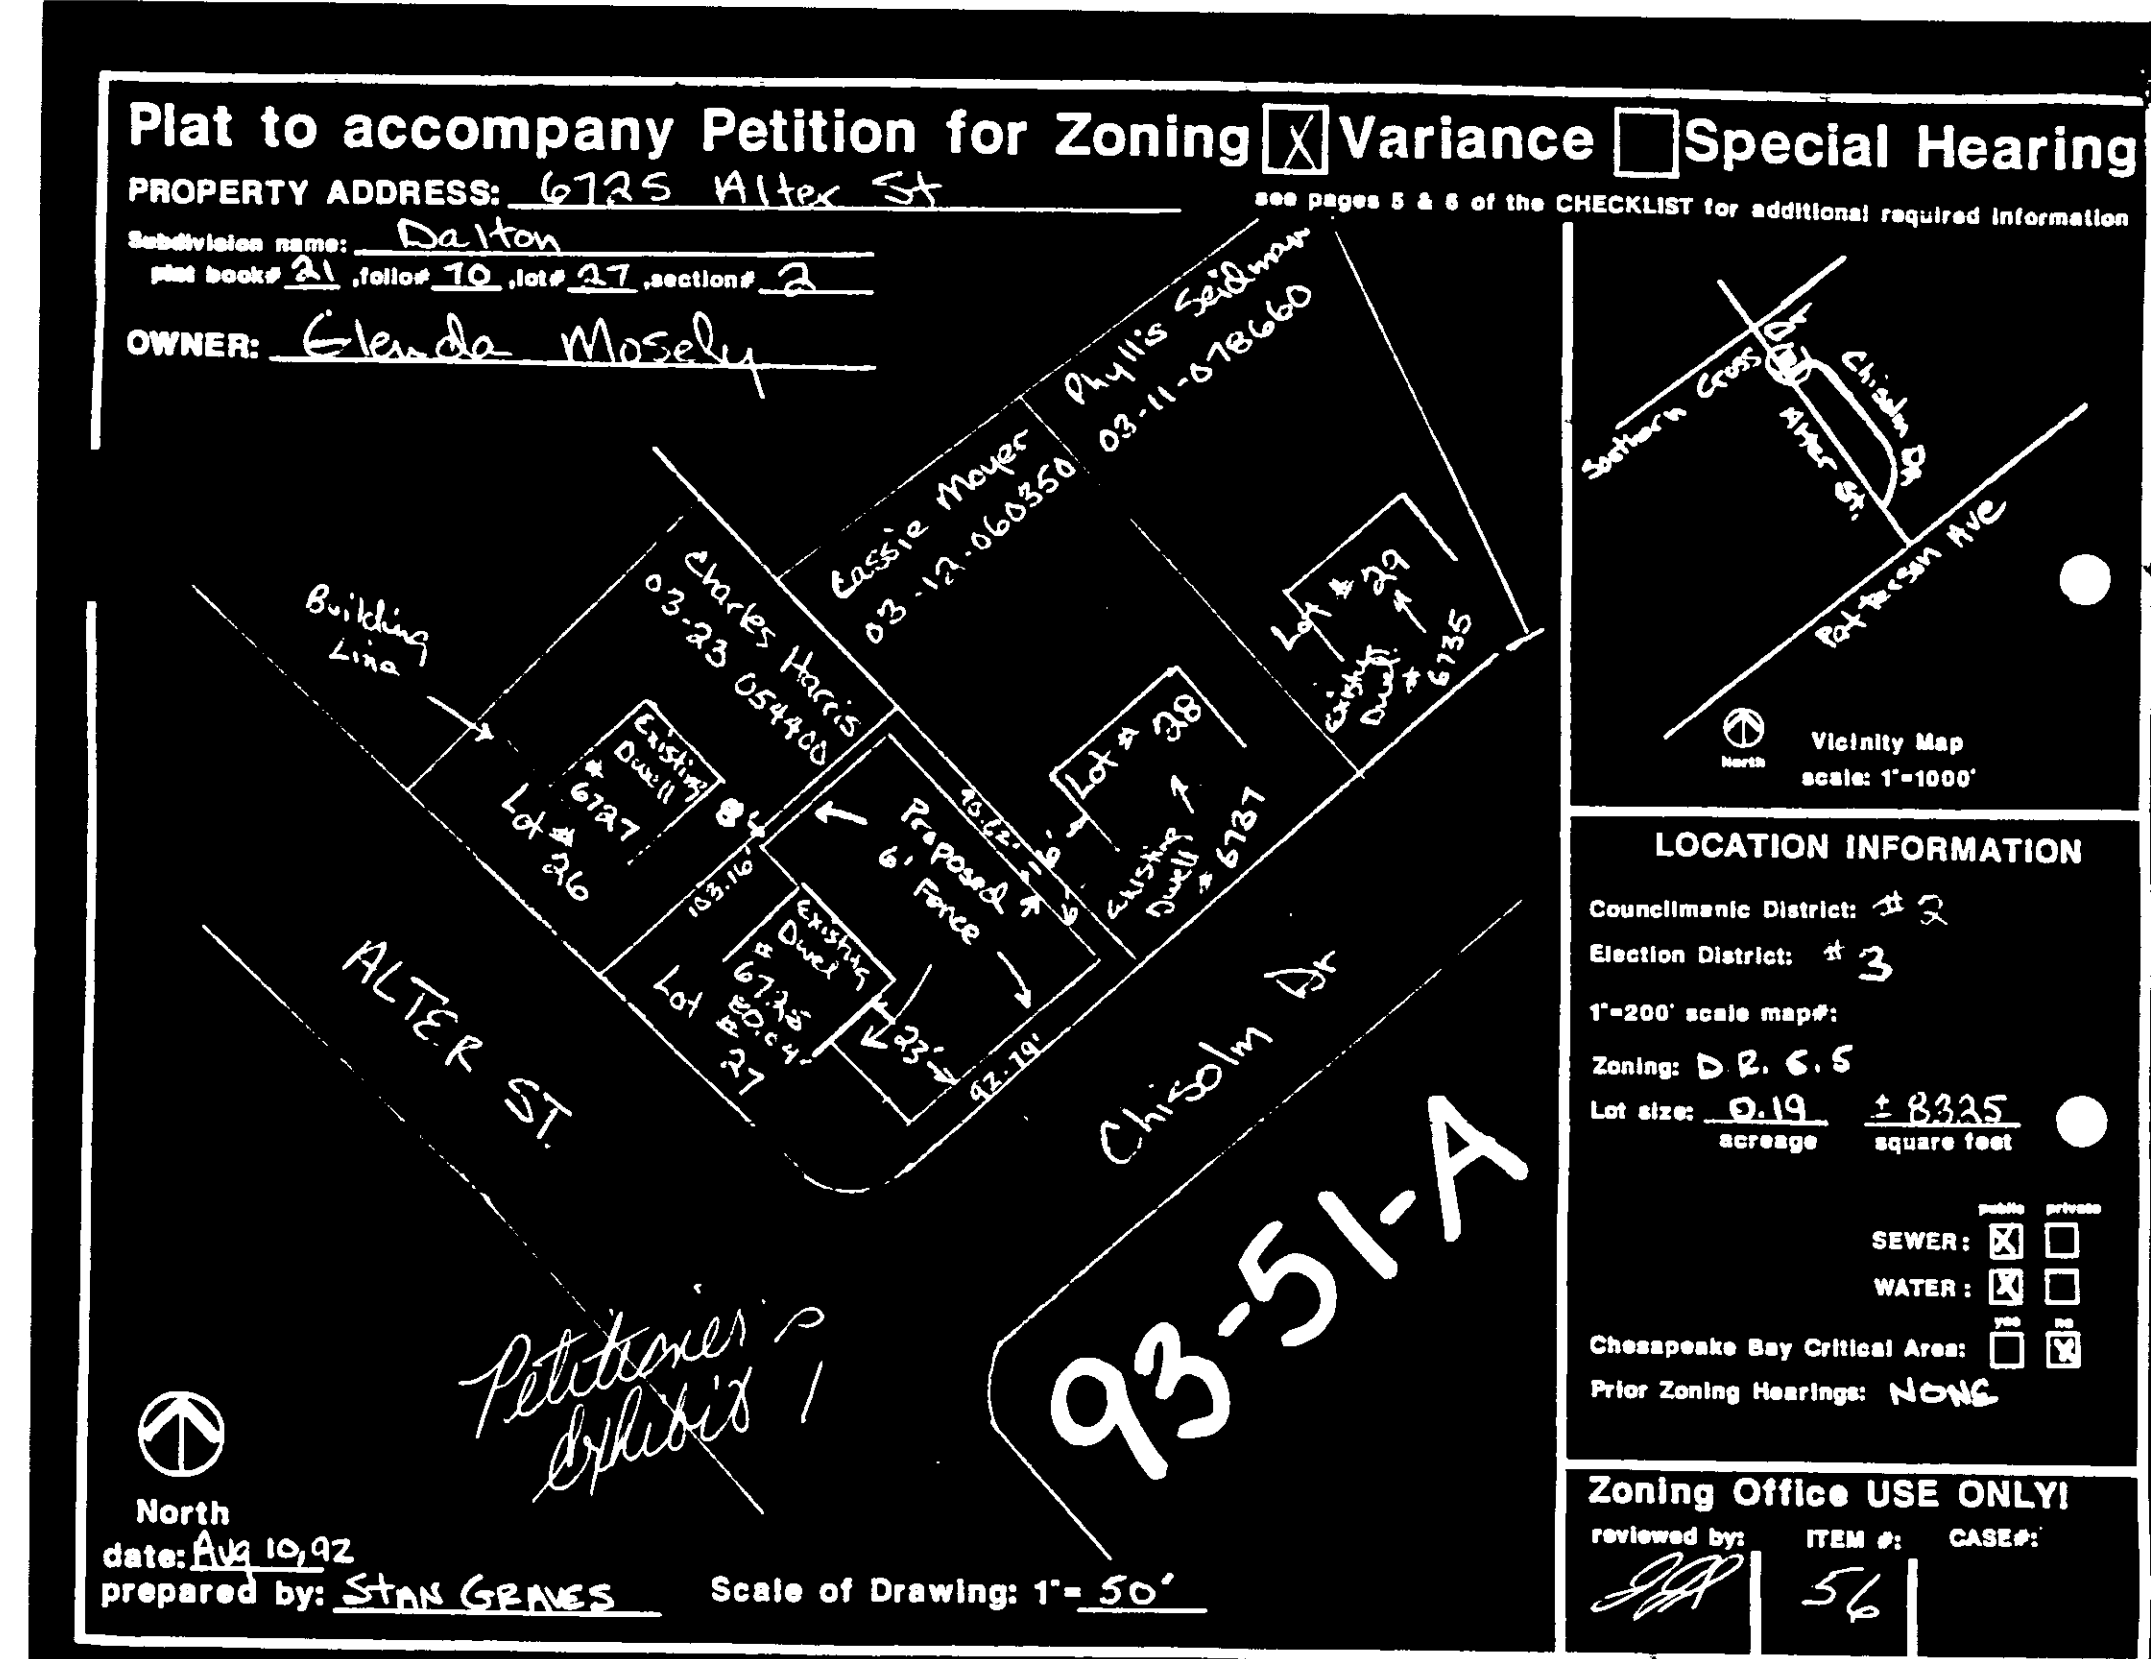 Plat to accompany Petition for Zoning [X] Variance [ ] Special Hearing
PROPERTY ADDRESS: 6725 Alter St
see pages 5 & 6 of the CHECKLIST for additional required information
Subdivision name: Dalton
plat book# 21 ,folio# 70 ,lot# 27 ,section# 2
OWNER: Glenda Mosely
Phyllis Seidman
03-11-078660
Cassie Moyer
03-12-060350
Charles Harris
03-23 054400
Building
Line
Existing
Dwell
# 6727
Lot #
26
8'
Proposed
6' Fence
90.62'
6'
6'
103.16'
Existing
Dwel
#
6725
Lot #
27
23'
92.79'
Lot # 28
Existing
Dwell
# 6737
Lot # 29
Existing
Dwell
# 6735
ALTER ST.
Chisolm Dr
93-51-A
Petitioner's
Exhibit 1
North
date: Aug 10, 92
prepared by: STAN GRAVES
Scale of Drawing: 1"= 50'
Southern Cross Dr
Chisolm Dr
Alter St.
Patterson Ave
North
Vicinity Map
scale: 1"=1000'
LOCATION INFORMATION
Councilmanic District: # 2
Election District: # 3
1"=200' scale map#:
Zoning: D.R. 5.5
Lot size: 0.19 ± 8325
acreage square feet
public private
SEWER: [X] [ ]
WATER: [X] [ ]
yes no
Chesapeake Bay Critical Area: [ ] [X]
Prior Zoning Hearings: NONE
Zoning Office USE ONLY!
reviewed by: ITEM #: CASE#:
56